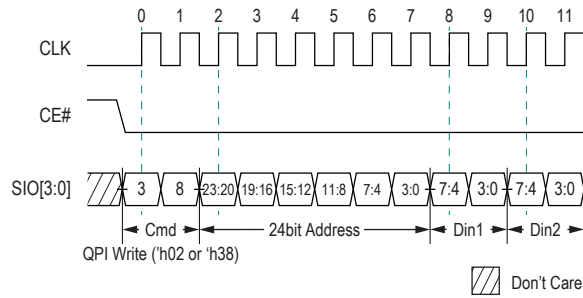 0 1 2 3 4 5 6 7 8 9 10 11
CLK
CE#
SIO[3:0] 3 8 23:20 19:16 15:12 11:8 7:4 3:0 7:4 3:0 7:4 3:0
Cmd 24bit Address Din1 Din2
QPI Write ('h02 or ‘h38)
Don't Care